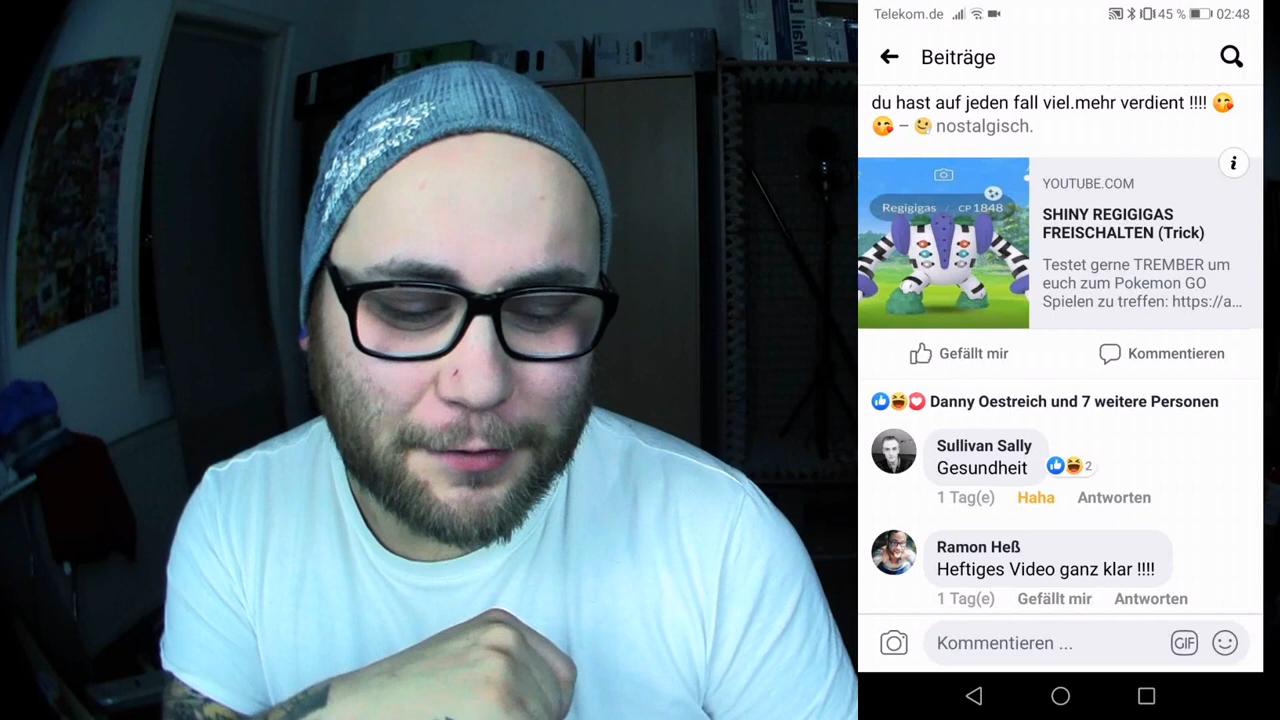 Telekom.de
45 %
02:48
Beiträge
du hast auf jeden fall viel.mehr verdient !!!! 😘
😘 – 🥲 nostalgisch.
Regigigas / CP 1848
YOUTUBE.COM
SHINY REGIGIGAS
FREISCHALTEN (Trick)
Testet gerne TREMBER um
euch zum Pokemon GO
Spielen zu treffen: https://a...
Gefällt mir
Kommentieren
Danny Oestreich und 7 weitere Personen
Sullivan Sally
Gesundheit
2
1 Tag(e) Haha Antworten
Ramon Heß
Heftiges Video ganz klar !!!!
1 Tag(e) Gefällt mir Antworten
Kommentieren ...
GIF